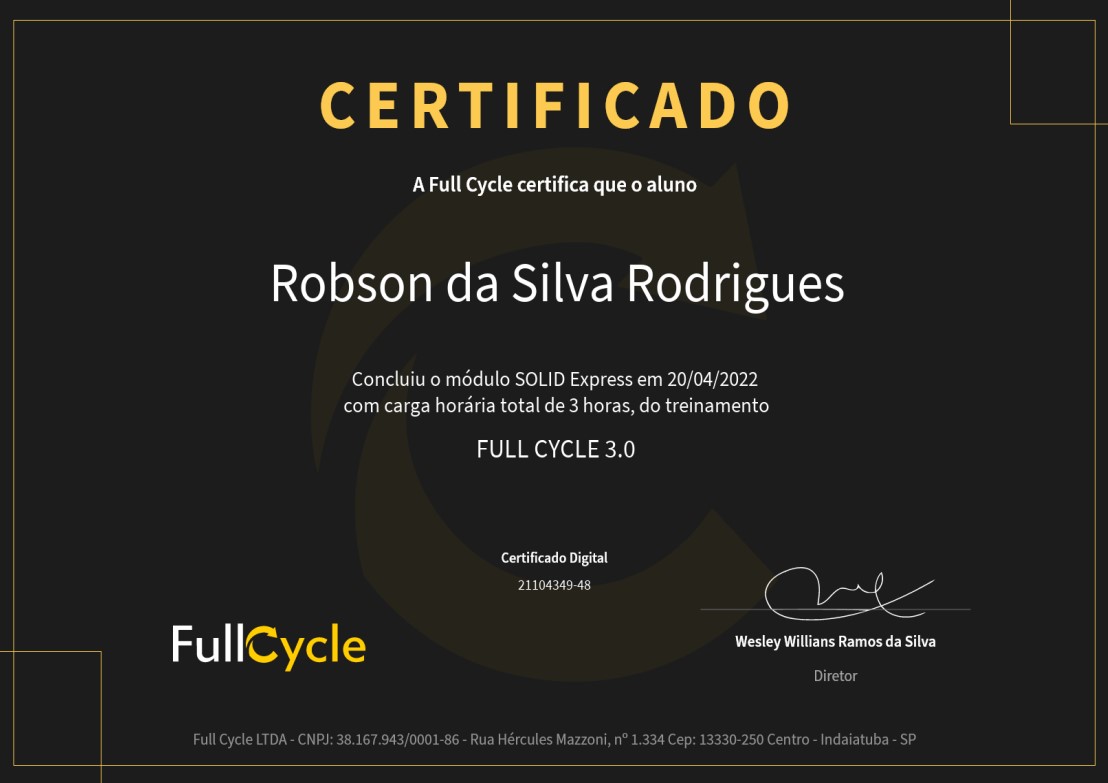 CERTIFICADO
A Full Cycle certifica que o aluno
Robson da Silva Rodrigues
Concluiu o módulo SOLID Express em 20/04/2022
com carga horária total de 3 horas, do treinamento
FULL CYCLE 3.0
Certificado Digital
21104349-48
FullCycle
Wesley Willians Ramos da Silva
Diretor
Full Cycle LTDA - CNPJ: 38.167.943/0001-86 - Rua Hércules Mazzoni, nº 1.334 Cep: 13330-250 Centro - Indaiatuba - SP